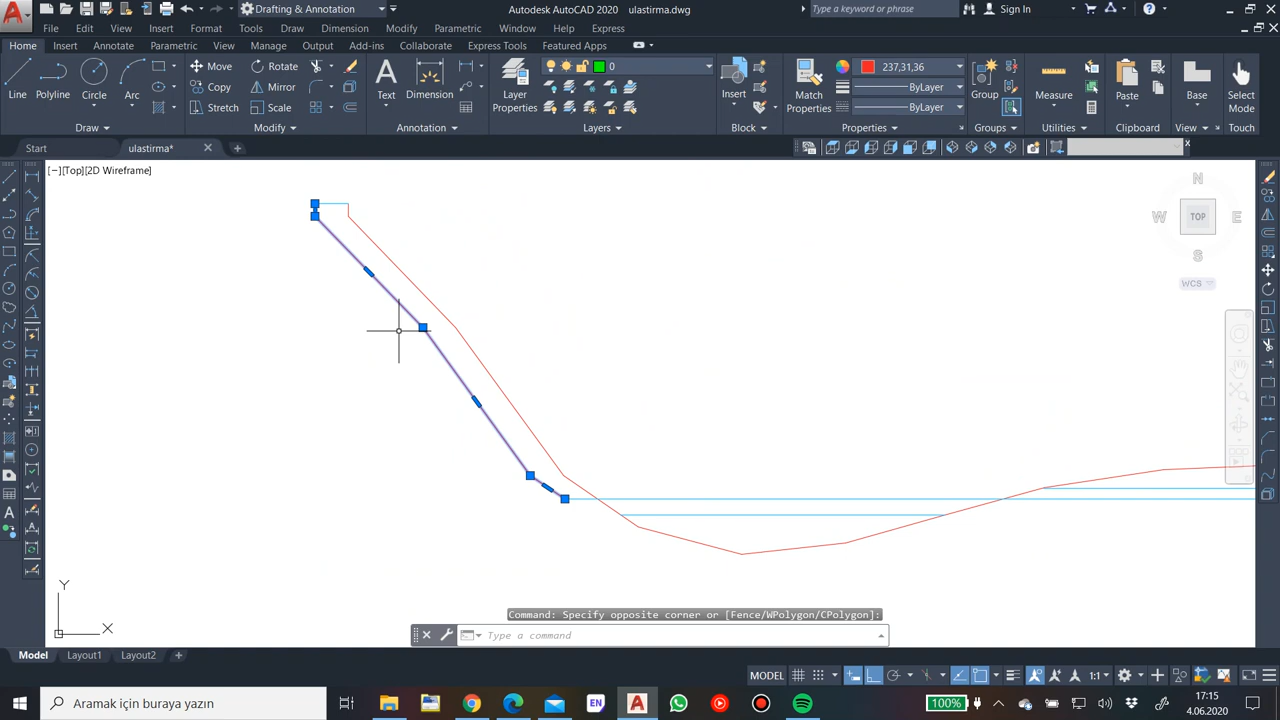 Drafting & Annotation
Autodesk AutoCAD 2020 ulastirma.dwg
Type a keyword or phrase
Sign In
File Edit View Insert Format Tools Draw Dimension Modify Parametric Window Help Express
Home Insert Annotate Parametric View Manage Output Add-ins Collaborate Express Tools Featured Apps
Move Rotate 0 237,31,36
Copy Mirror ByLayer
Line Polyline Circle Arc Stretch Scale Text Dimension Layer Properties Insert Match Properties ByLayer Group Measure Paste Base Select Mode
Draw Modify Annotation Layers Block Properties Groups Utilities Clipboard View Touch
Start ulastirma*
[−][Top][2D Wireframe]
N
W TOP E
S
WCS
Y
X
Command: Specify opposite corner or [Fence/WPolygon/CPolygon]:
Type a command
Model Layout1 Layout2
MODEL 1:1
Aramak için buraya yazın
EN
100%
17:15
4.06.2020